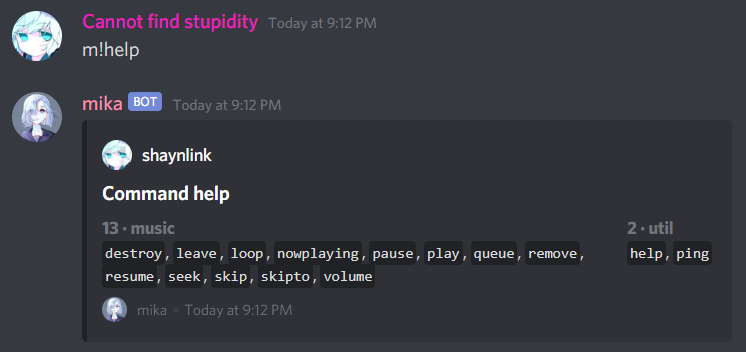 Cannot find stupidity Today at 9:12 PM
m!help
mika BOT Today at 9:12 PM
shaynlink
Command help
13 · music
destroy, leave, loop, nowplaying, pause, play, queue, remove,
resume, seek, skip, skipto, volume
2 · util
help, ping
mika • Today at 9:12 PM